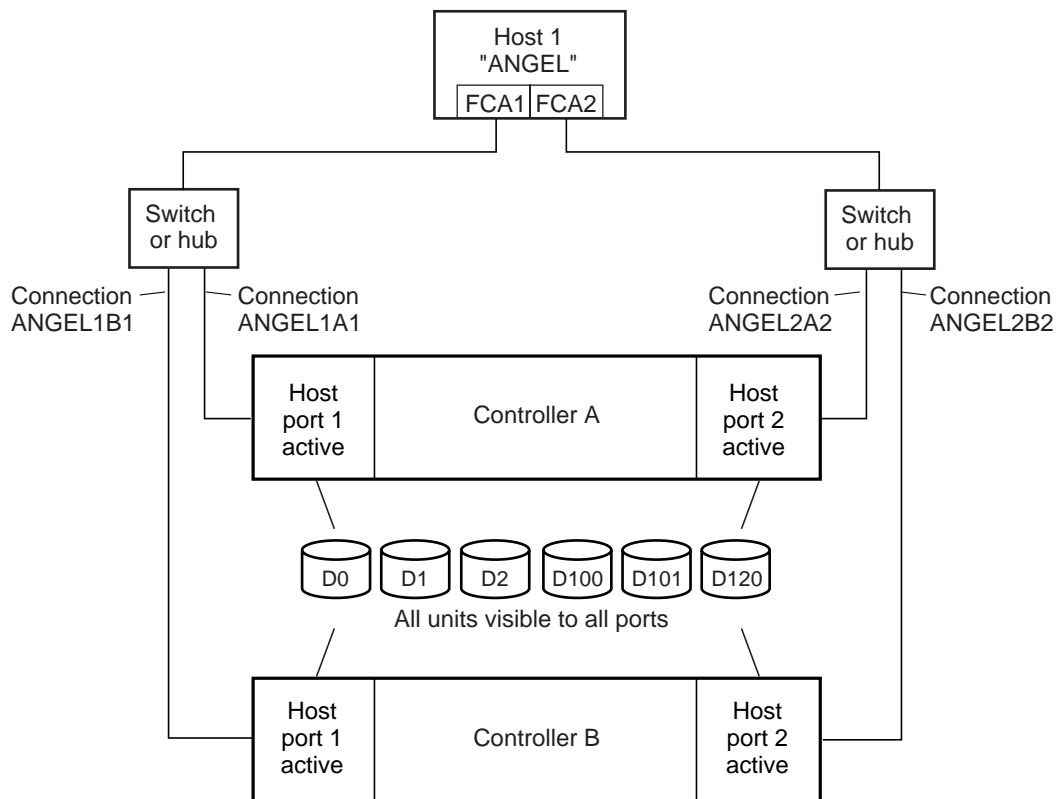 Host 1
"ANGEL"
FCA1 FCA2
Switch
or hub
Switch
or hub
Connection
ANGEL1B1
Connection
ANGEL1A1
Connection
ANGEL2A2
Connection
ANGEL2B2
Host
port 1
active
Controller A
Host
port 2
active
D0 D1 D2 D100 D101 D120
All units visible to all ports
Host
port 1
active
Controller B
Host
port 2
active